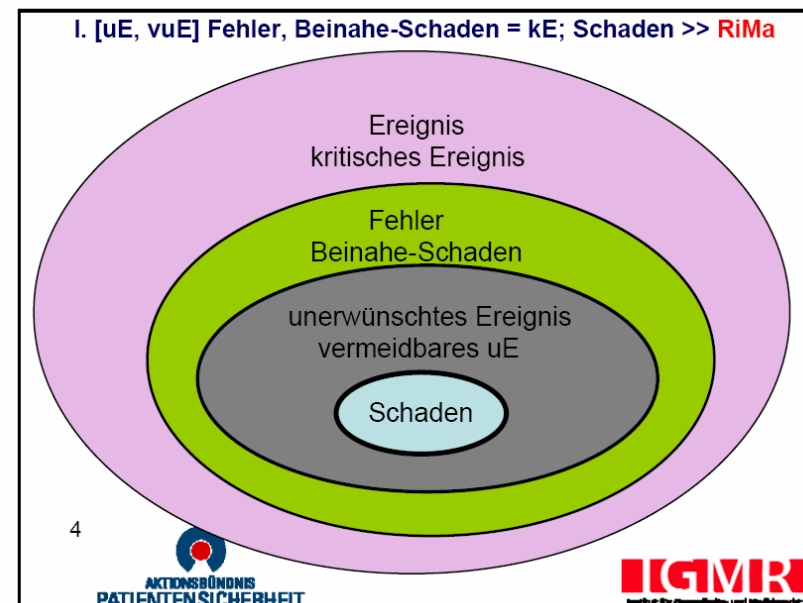 I. [uE, vuE] Fehler, Beinahe-Schaden = kE; Schaden >> RiMa
Ereignis
kritisches Ereignis
Fehler
Beinahe-Schaden
unerwünschtes Ereignis
vermeidbares uE
Schaden
4
AKTIONSBÜNDNIS
PATIENTENSICHERHEIT
IGMR